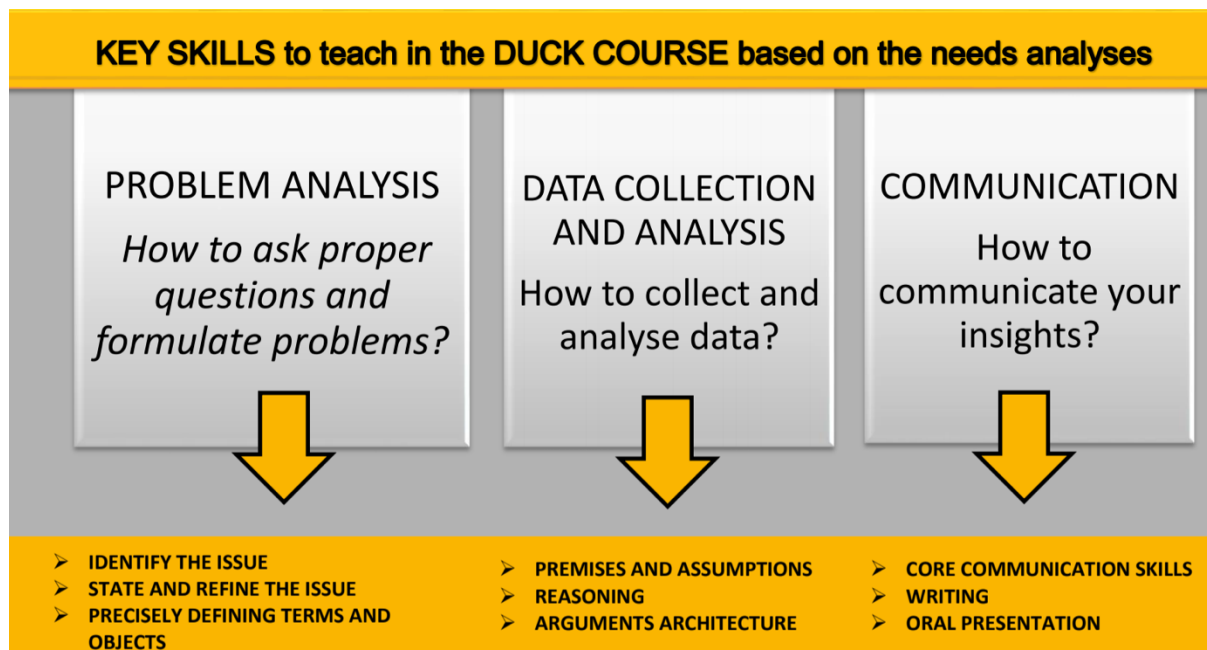 KEY SKILLS to teach in the DUCK COURSE based on the needs analyses
PROBLEM ANALYSIS
How to ask proper
questions and
formulate problems?
DATA COLLECTION
AND ANALYSIS
How to collect and
analyse data?
COMMUNICATION
How to
communicate your
insights?
➢ IDENTIFY THE ISSUE
➢ STATE AND REFINE THE ISSUE
➢ PRECISELY DEFINING TERMS AND
OBJECTS
➢ PREMISES AND ASSUMPTIONS
➢ REASONING
➢ ARGUMENTS ARCHITECTURE
➢ CORE COMMUNICATION SKILLS
➢ WRITING
➢ ORAL PRESENTATION